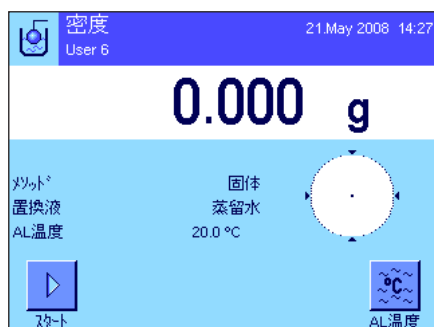 密度 21.May 2008 14:27
User 6
0.000 g
ﾒｿｯﾄﾞ 固体
置換液 蒸留水
AL温度 20.0 °C
°C
ｽﾀｰﾄ AL温度